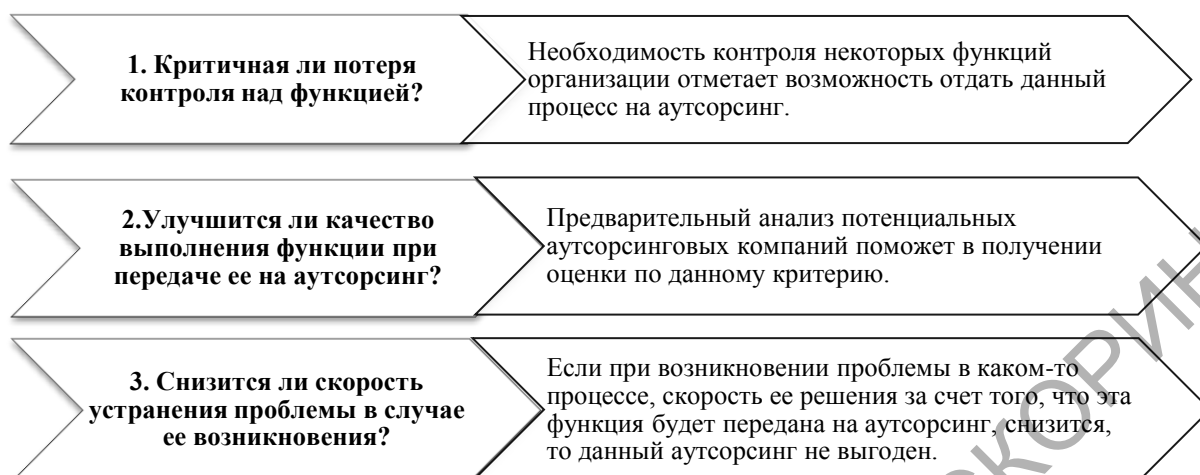 1. Критичная ли потеря
контроля над функцией?
Необходимость контроля некоторых функций
организации отметает возможность отдать данный
процесс на аутсорсинг.
2.Улучшится ли качество
выполнения функции при
передаче ее на аутсорсинг?
Предварительный анализ потенциальных
аутсорсинговых компаний поможет в получении
оценки по данному критерию.
3. Снизится ли скорость
устранения проблемы в случае
ее возникновения?
Если при возникновении проблемы в каком-то
процессе, скорость ее решения за счет того, что эта
функция будет передана на аутсорсинг, снизится,
то данный аутсорсинг не выгоден.